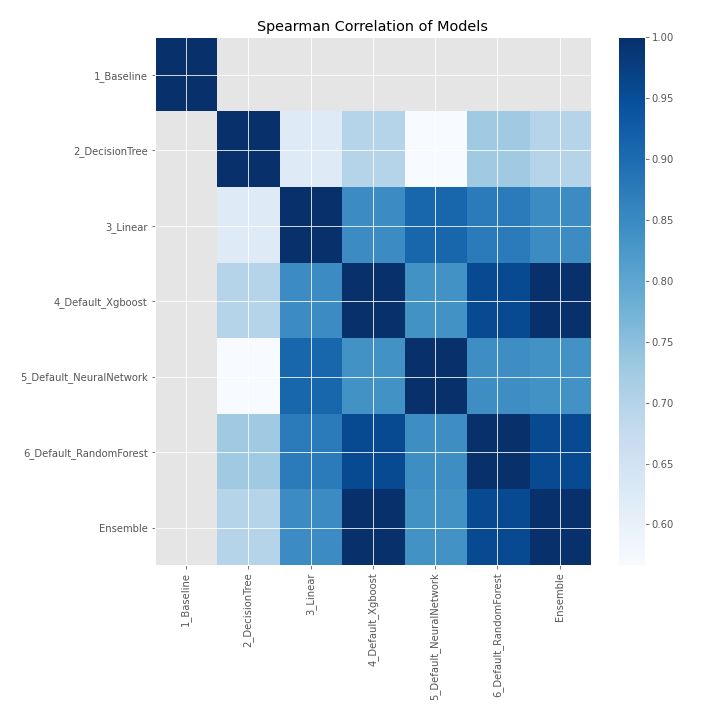 Spearman Correlation of Models
1_Baseline
2_DecisionTree
3_Linear
4_Default_Xgboost
5_Default_NeuralNetwork
6_Default_RandomForest
Ensemble
1_Baseline
2_DecisionTree
3_Linear
4_Default_Xgboost
5_Default_NeuralNetwork
6_Default_RandomForest
Ensemble
1.00
0.95
0.90
0.85
0.80
0.75
0.70
0.65
0.60